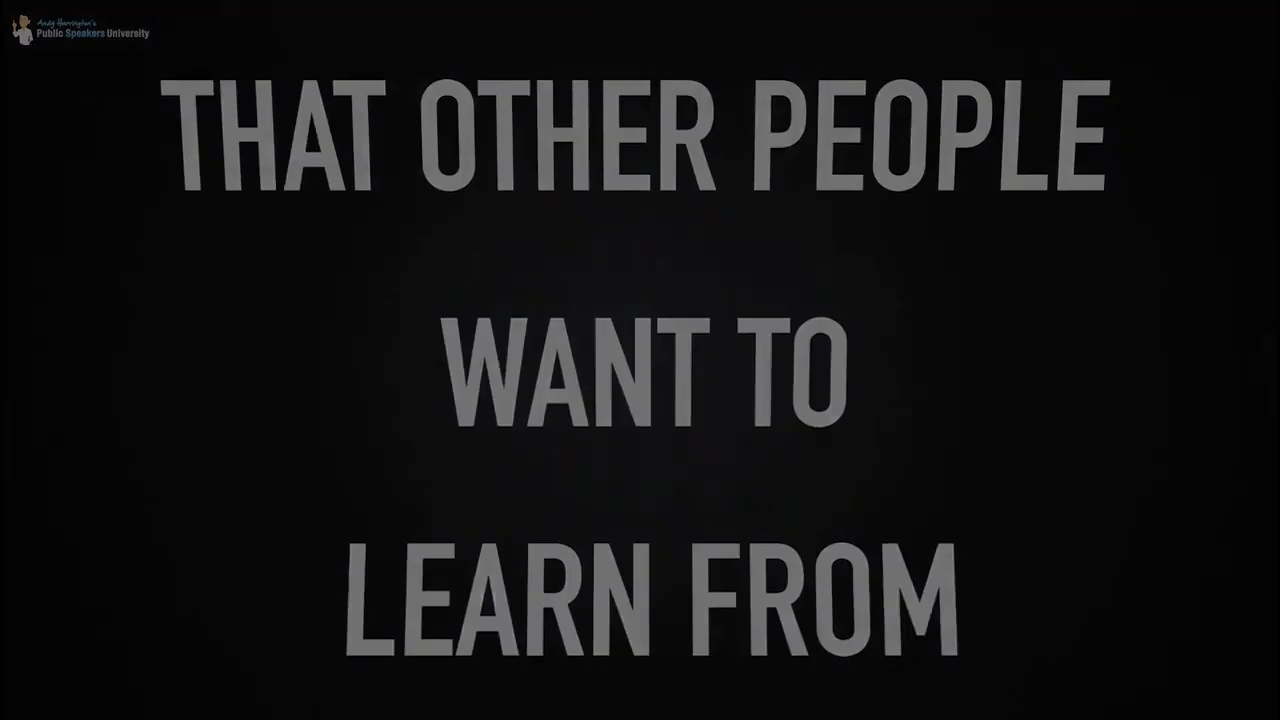 Andy Harrington's
Public Speakers University
THAT OTHER PEOPLE
WANT TO
LEARN FROM